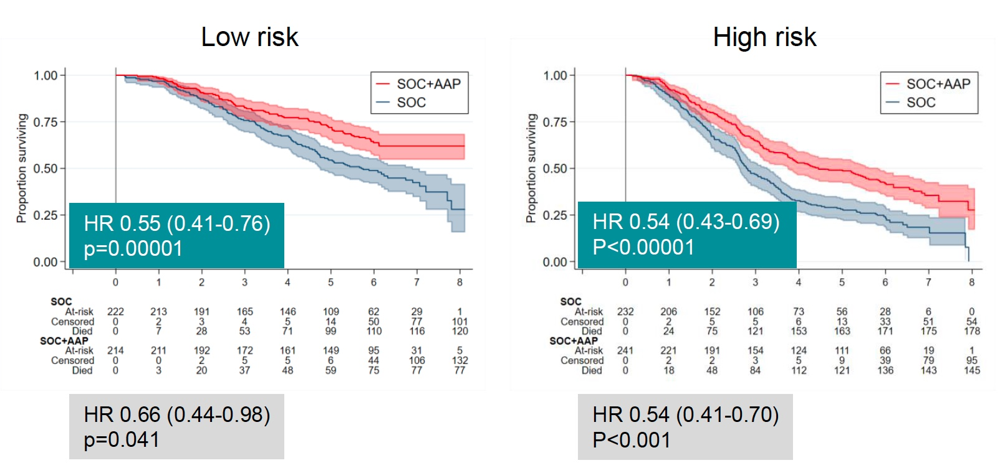 Low risk
1.00
0.75
0.50
0.25
0.00
Proportion surviving
SOC+AAP
SOC
HR 0.55 (0.41-0.76)
p=0.00001
0 1 2 3 4 5 6 7 8
SOC
At-risk 222 213 191 165 146 109 62 29 1
Censored 0 2 3 4 5 14 50 77 101
Died 0 7 28 53 71 99 110 116 120
SOC+AAP
At-risk 214 211 192 172 161 149 95 31 5
Censored 0 0 2 5 5 6 44 106 132
Died 0 3 20 37 48 59 75 77 77
HR 0.66 (0.44-0.98)
p=0.041
High risk
1.00
0.75
0.50
0.25
0.00
Proportion surviving
SOC+AAP
SOC
HR 0.54 (0.43-0.69)
P<0.00001
0 1 2 3 4 5 6 7 8
SOC
At-risk 232 206 152 106 73 56 28 6 0
Censored 0 2 5 5 6 13 33 51 54
Died 0 24 75 121 153 163 171 175 178
SOC+AAP
At-risk 241 221 191 154 124 111 66 19 1
Censored 0 2 2 3 5 9 39 79 95
Died 0 18 48 84 112 121 136 143 145
HR 0.54 (0.41-0.70)
P<0.001